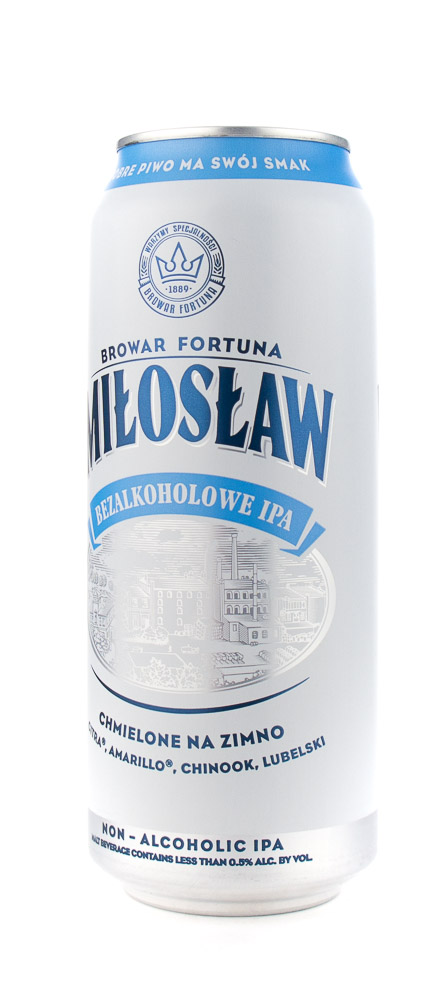 PIWO MA SWÓJ SMAK
WARZYMY SPECJALNOŚCI
·1889·
BROWAR FORTUNA
BROWAR FORTUNA
MIŁOSŁAW
BEZALKOHOLOWE IPA
CHMIELONE NA ZIMNO
AMARILLO®, CHINOOK, LUBELSKI
NON – ALCOHOLIC IPA
MALT BEVERAGE CONTAINS LESS THAN 0.5% ALC. BY VOL.